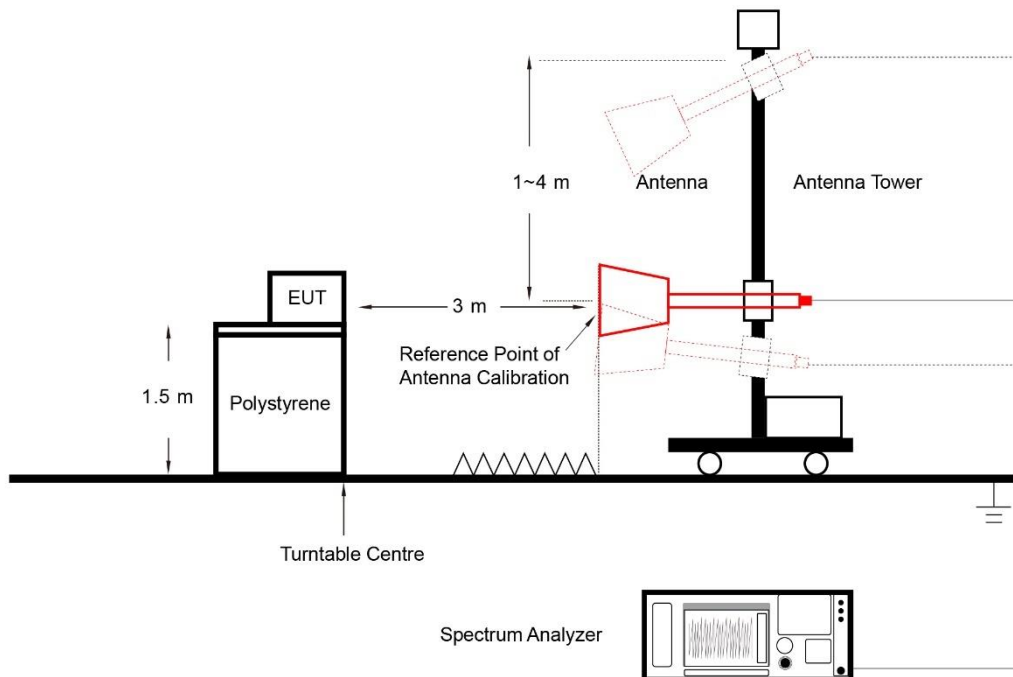 1~4 m
Antenna
Antenna Tower
EUT
3 m
Reference Point of
Antenna Calibration
1.5 m
Polystyrene
Turntable Centre
Spectrum Analyzer